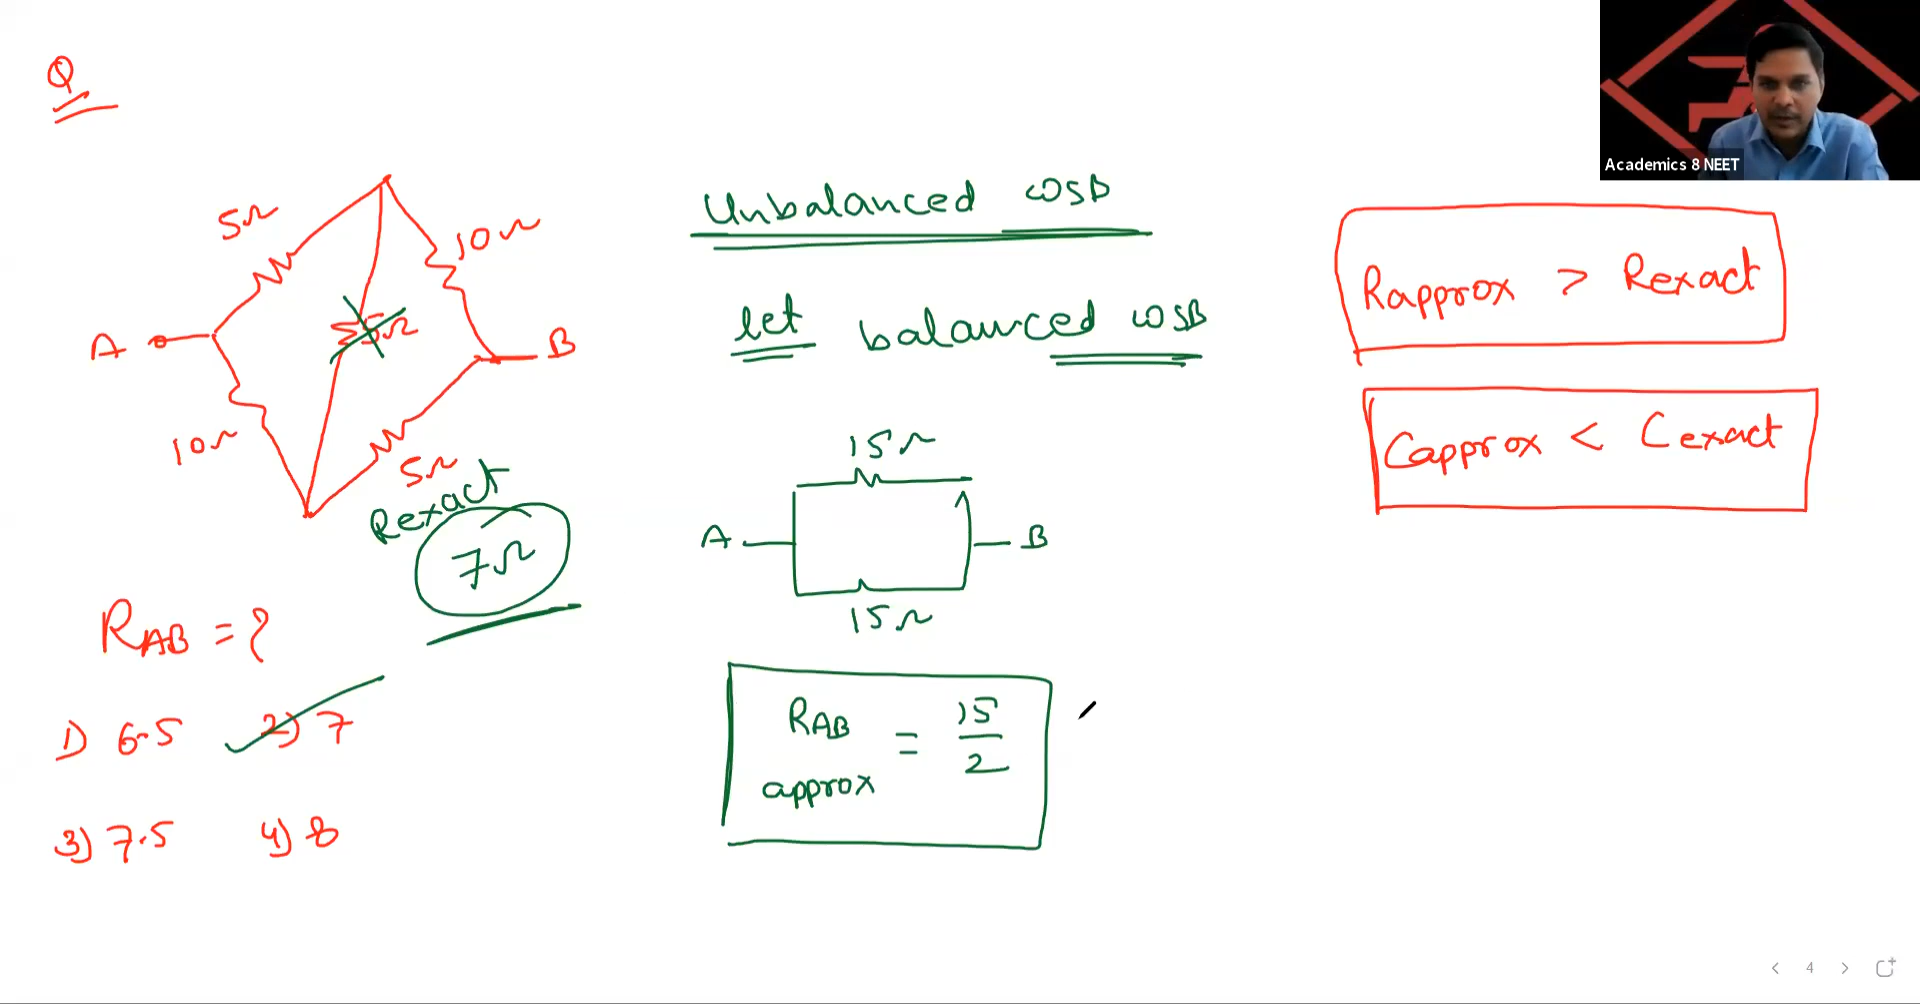 Q
5Ω
10Ω
5Ω
A
B
10Ω
5Ω
Rexact
7Ω
RAB = ?
1) 6.5 2) 7
3) 7.5 4) 8
Unbalanced WSB
let balanced WSB
15Ω
A
B
15Ω
RAB
approx
= 15/2
Rapprox > Rexact
Capprox < Cexact
Academics 8 NEET
4